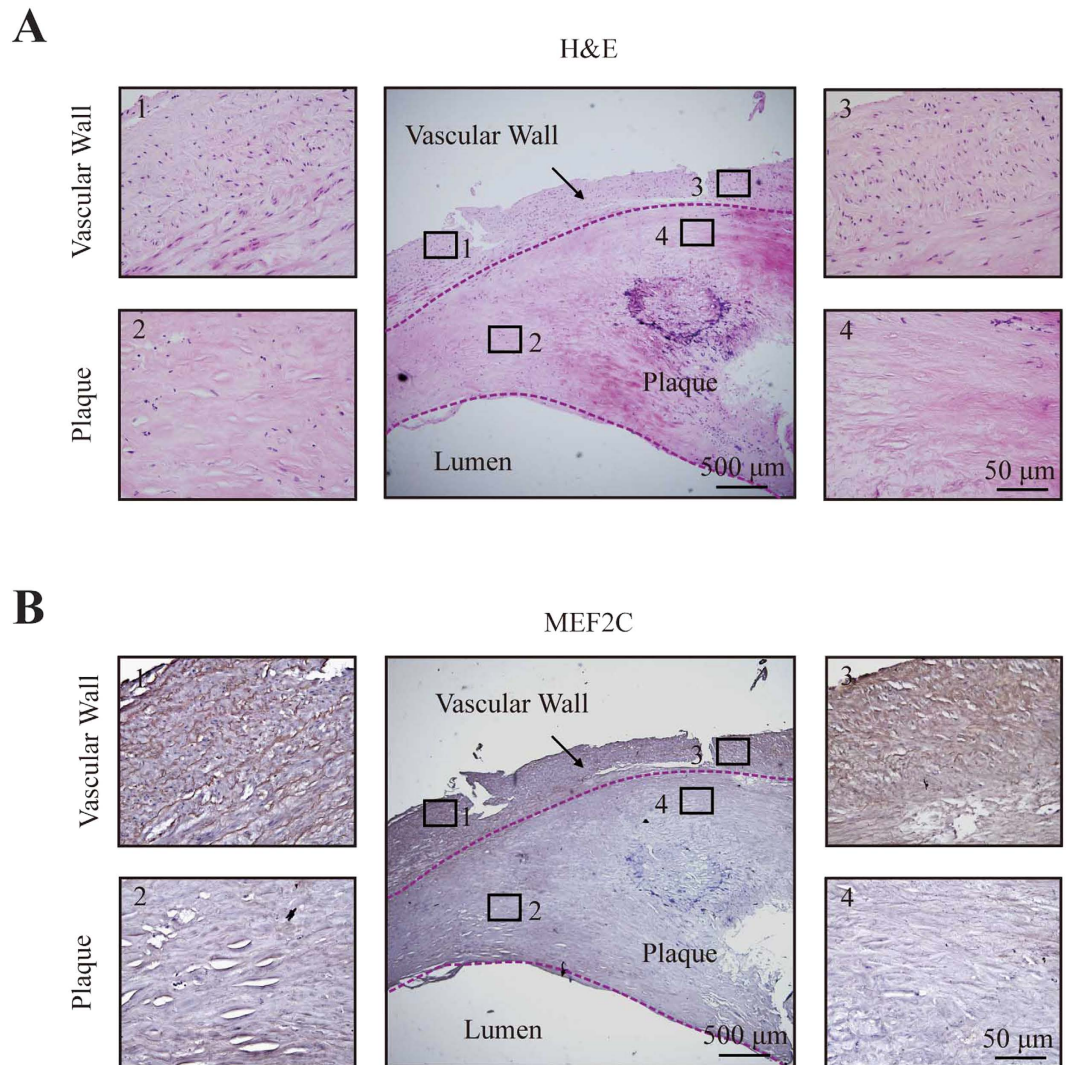 A
H&E
Vascular Wall
1
Plaque
2
Vascular Wall
1
2
3
4
Plaque
Lumen
500 μm
3
4
50 μm
B
MEF2C
Vascular Wall
1
Plaque
2
Vascular Wall
1
2
3
4
Plaque
Lumen
500 μm
3
4
50 μm